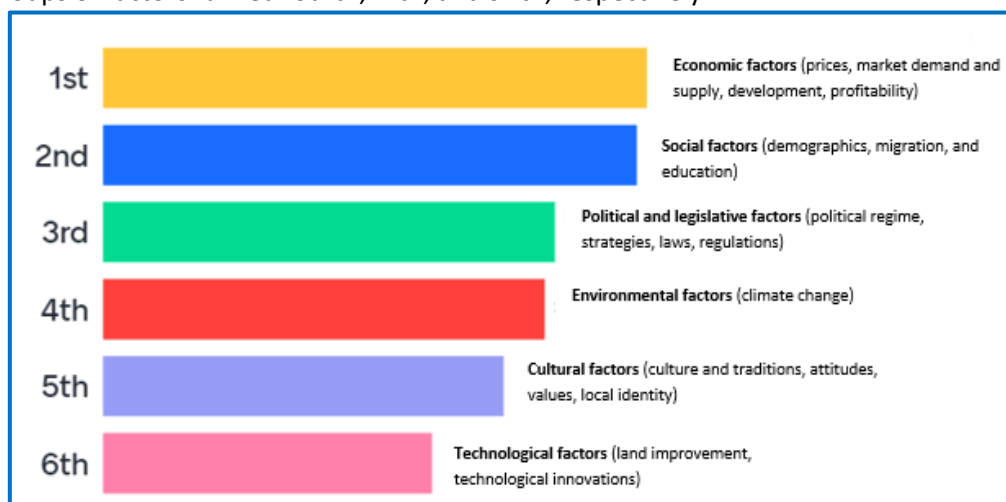 1st
Economic factors (prices, market demand and
supply, development, profitability)
2nd
Social factors (demographics, migration, and
education)
3rd
Political and legislative factors (political regime,
strategies, laws, regulations)
4th
Environmental factors (climate change)
5th
Cultural factors (culture and traditions, attitudes,
values, local identity)
6th
Technological factors (land improvement,
technological innovations)